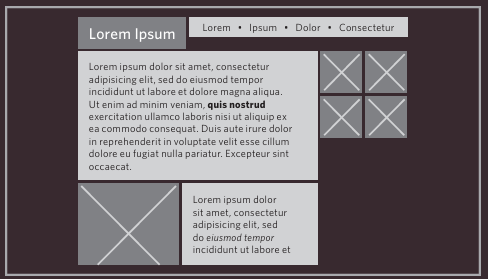 Lorem Ipsum
Lorem • Ipsum • Dolor • Consectetur
Lorem ipsum dolor sit amet, consectetur
adipisicing elit, sed do eiusmod tempor
incididunt ut labore et dolore magna aliqua.
Ut enim ad minim veniam, quis nostrud
exercitation ullamco laboris nisi ut aliquip ex
ea commodo consequat. Duis aute irure dolor
in reprehenderit in voluptate velit esse cillum
dolore eu fugiat nulla pariatur. Excepteur sint
occaecat.
Lorem ipsum dolor
sit amet, consectetur
adipisicing elit, sed
do eiusmod tempor
incididunt ut labore et